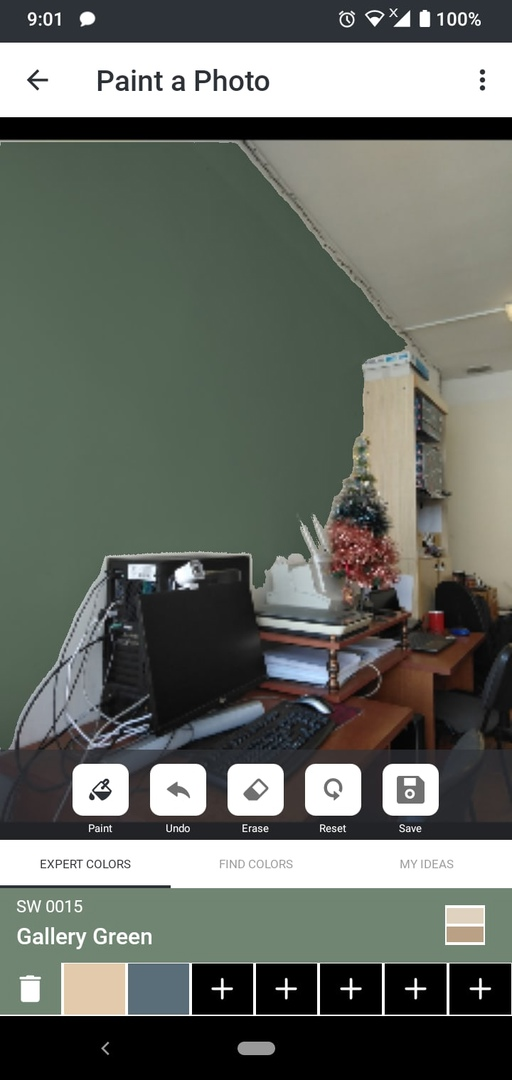 9:01
100%
Paint a Photo
Paint
Undo
Erase
Reset
Save
EXPERT COLORS
FIND COLORS
MY IDEAS
SW 0015
Gallery Green